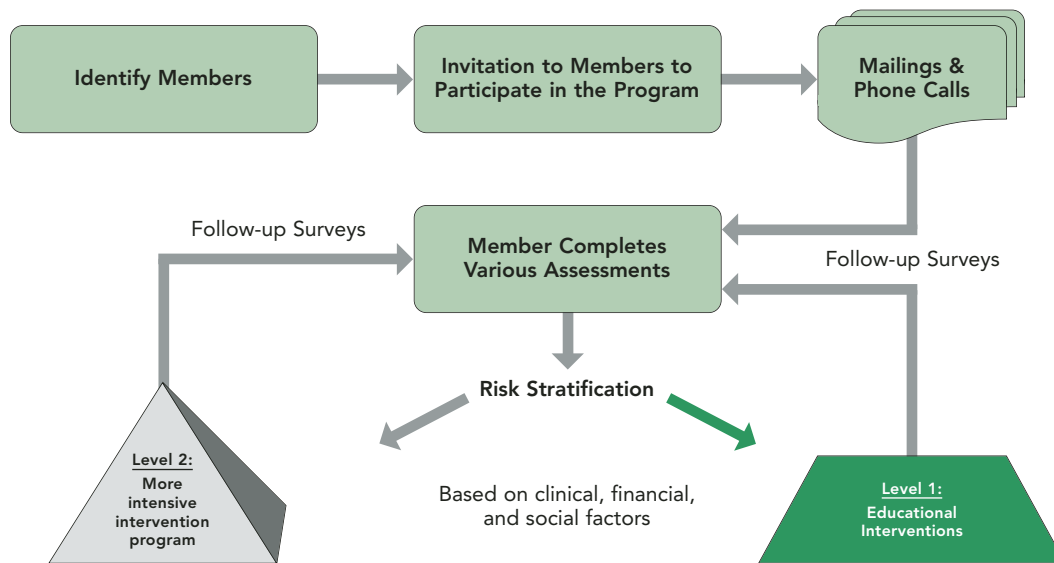 Identify Members
Invitation to Members to
Participate in the Program
Mailings &
Phone Calls
Follow-up Surveys
Member Completes
Various Assessments
Follow-up Surveys
Risk Stratification
Level 2:
More
intensive
intervention
program
Based on clinical, financial,
and social factors
Level 1:
Educational
Interventions